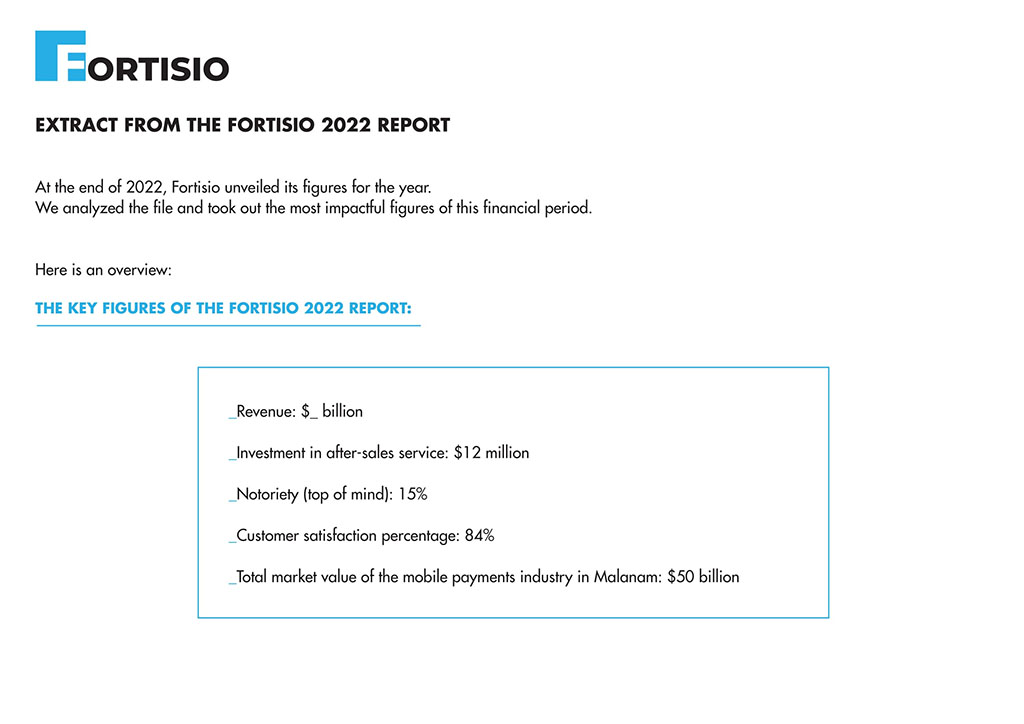 FORTISIO
EXTRACT FROM THE FORTISIO 2022 REPORT
At the end of 2022, Fortisio unveiled its figures for the year.
We analyzed the file and took out the most impactful figures of this financial period.
Here is an overview:
THE KEY FIGURES OF THE FORTISIO 2022 REPORT:
_Revenue: $_ billion
_Investment in after-sales service: $12 million
_Notoriety (top of mind): 15%
_Customer satisfaction percentage: 84%
_Total market value of the mobile payments industry in Malanam: $50 billion